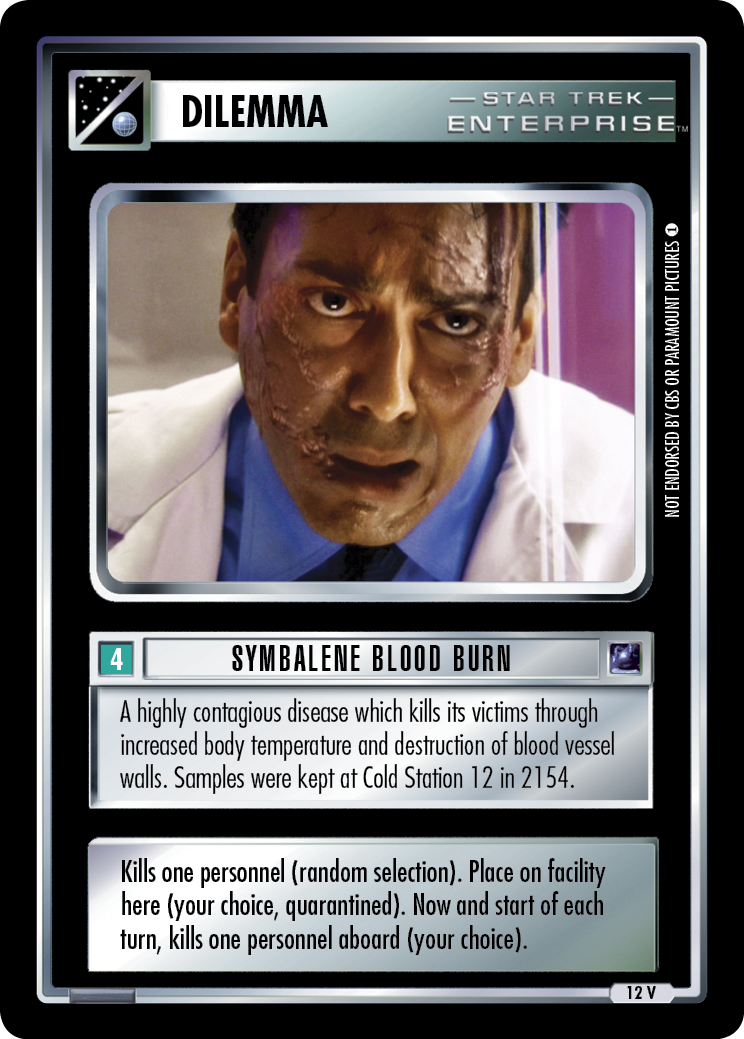 DILEMMA
— STAR TREK —
ENTERPRISE™
NOT ENDORSED BY CBS OR PARAMOUNT PICTURES 1
4
SYMBALENE BLOOD BURN
A highly contagious disease which kills its victims through
increased body temperature and destruction of blood vessel
walls. Samples were kept at Cold Station 12 in 2154.
Kills one personnel (random selection). Place on facility
here (your choice, quarantined). Now and start of each
turn, kills one personnel aboard (your choice).
12 V